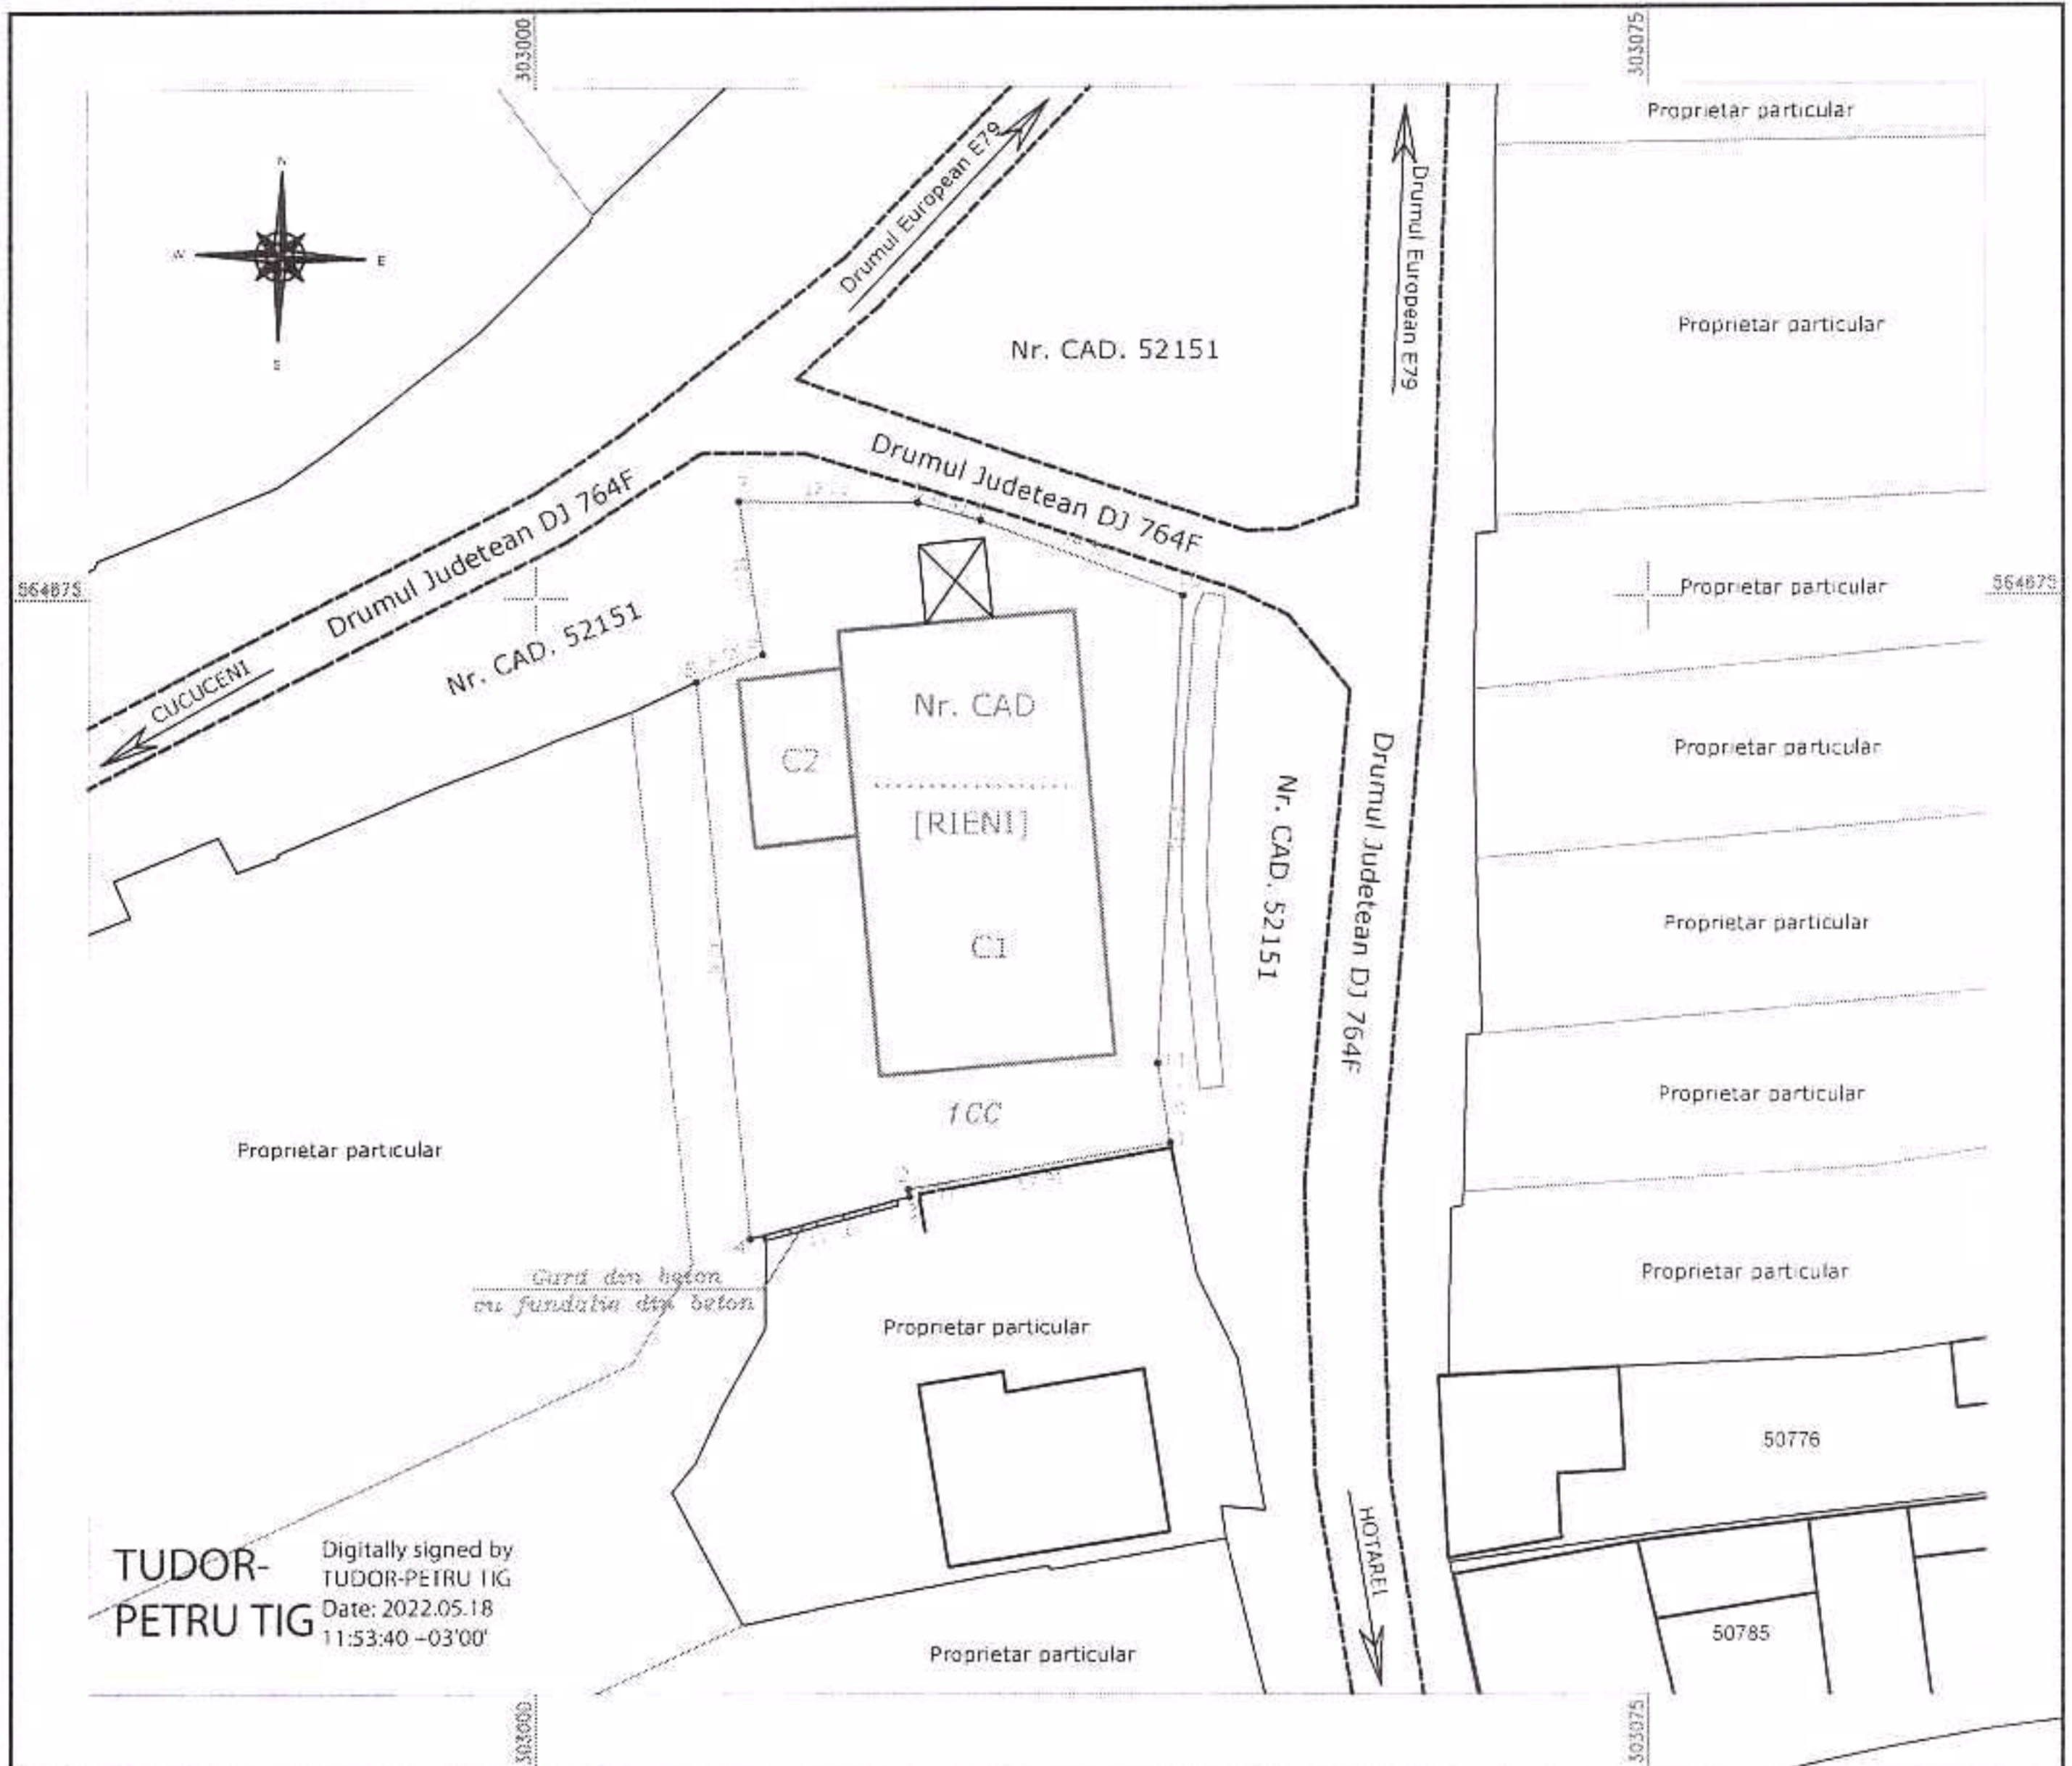 303000
303075
Proprietar particular
Drumul European E79
Drumul European E79
N
W
E
S
Proprietar particular
Nr. CAD. 52151
Drumul Judetean DJ 764F
Drumul Judetean DJ 764F
564875
564875
Proprietar particular
Nr. CAD. 52151
CUCUCENI
Nr. CAD
C2
[RIENI]
C1
1CC
Nr. CAD. 52151
Drumul Judetean DJ 764F
Proprietar particular
Proprietar particular
Proprietar particular
Proprietar particular
Proprietar particular
2
4
Gard din beton
cu fundatie din beton
Proprietar particular
50776
HOTAREL
50785
Proprietar particular
TUDOR-
PETRU TIG
Digitally signed by
TUDOR-PETRU TIG
Date: 2022.05.18
11:53:40 +03'00'
303000
303075